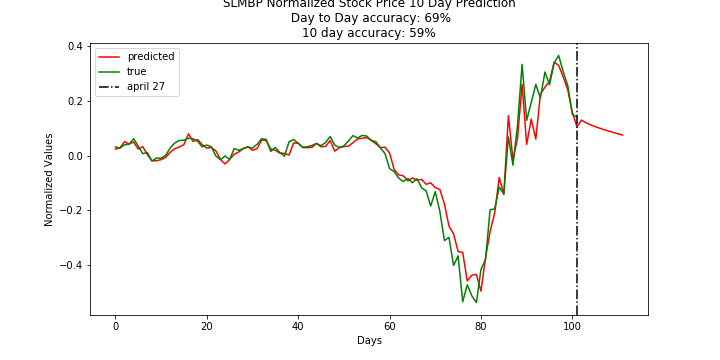 SLMBP Normalized Stock Price 10 Day Prediction
Day to Day accuracy: 69%
10 day accuracy: 59%
predicted
true
april 27
Normalized Values
0.4
0.2
0.0
−0.2
−0.4
0 20 40 60 80 100
Days